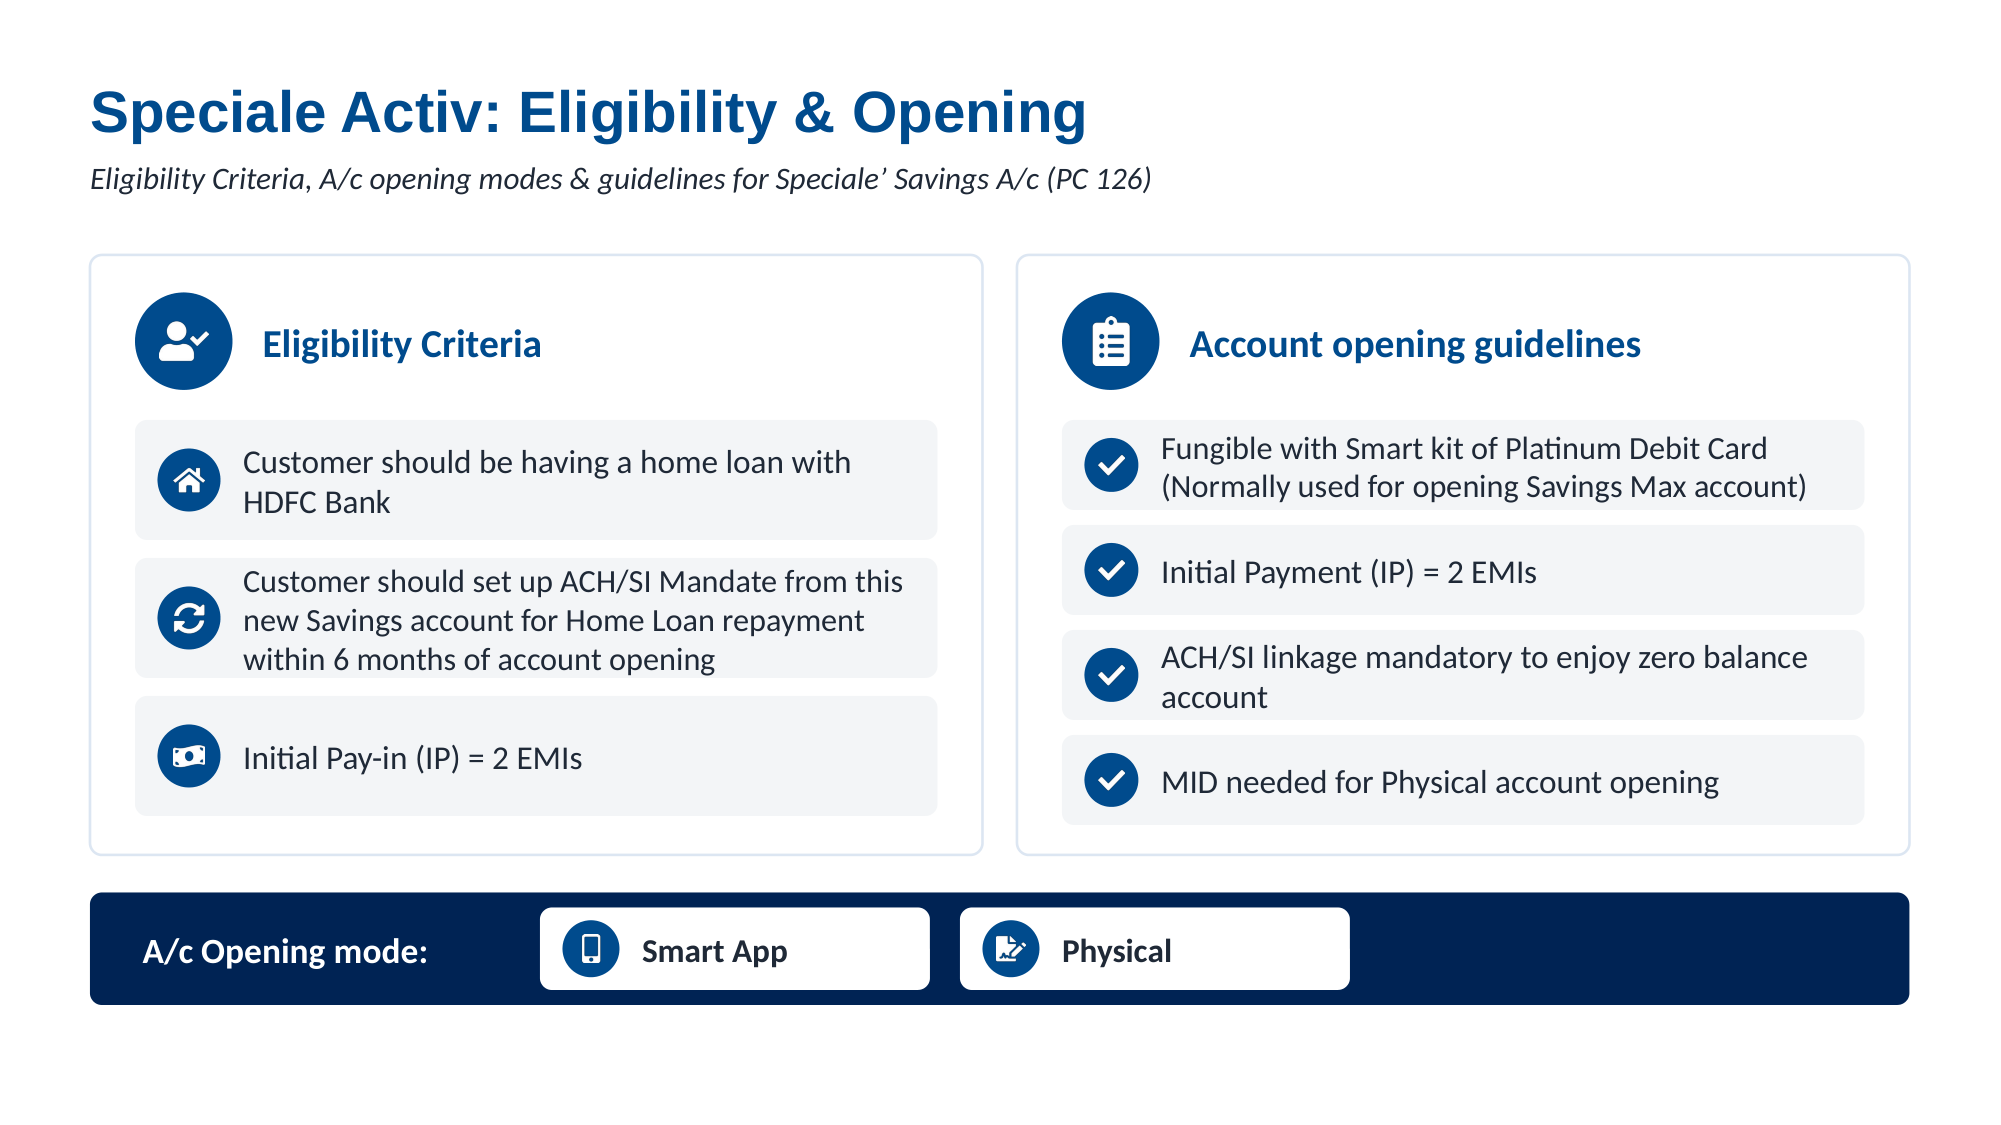 Speciale Activ: Eligibility & Opening
Eligibility Criteria, A/c opening modes & guidelines for Speciale’ Savings A/c (PC 126)
Eligibility Criteria
Customer should be having a home loan with
HDFC Bank
Customer should set up ACH/SI Mandate from this
new Savings account for Home Loan repayment
within 6 months of account opening
Initial Pay-in (IP) = 2 EMIs
Account opening guidelines
Fungible with Smart kit of Platinum Debit Card
(Normally used for opening Savings Max account)
Initial Payment (IP) = 2 EMIs
ACH/SI linkage mandatory to enjoy zero balance
account
MID needed for Physical account opening
A/c Opening mode:
Smart App
Physical